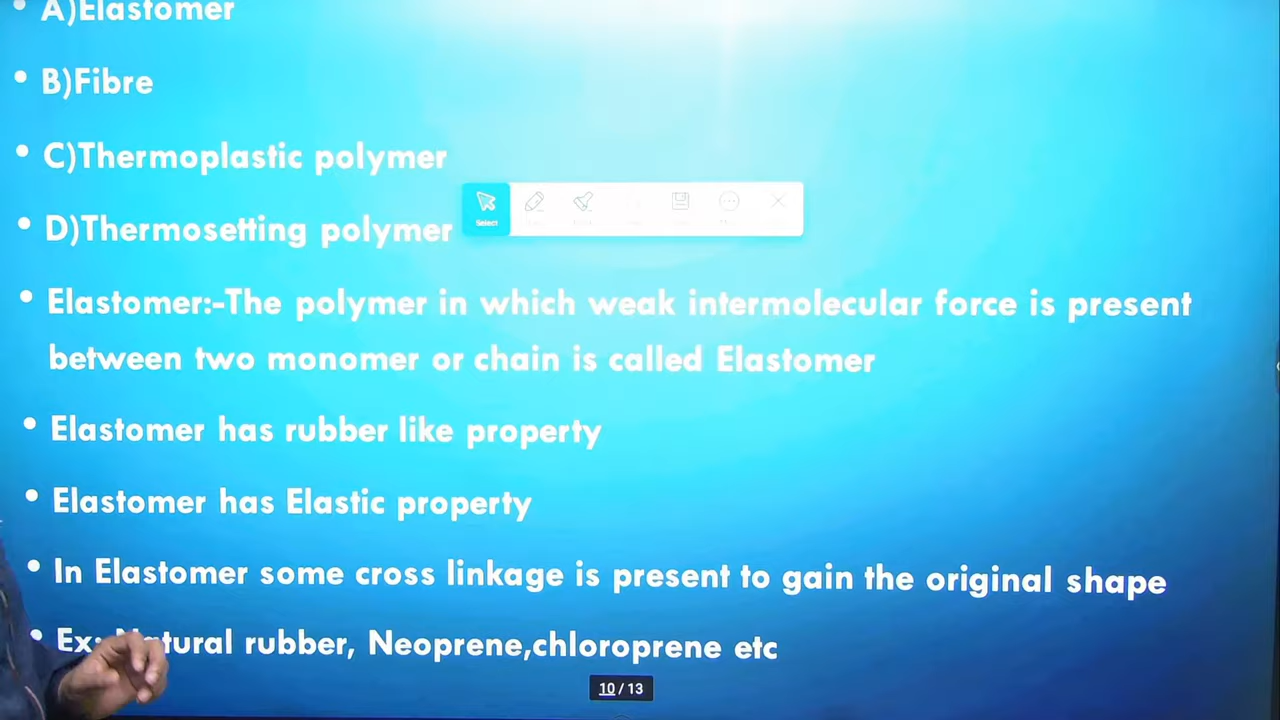 • A)Elastomer
• B)Fibre
• C)Thermoplastic polymer
Select
• D)Thermosetting polymer
• Elastomer:-The polymer in which weak intermolecular force is present
between two monomer or chain is called Elastomer
• Elastomer has rubber like property
• Elastomer has Elastic property
• In Elastomer some cross linkage is present to gain the original shape
• Ex:- Natural rubber, Neoprene,chloroprene etc
10 / 13